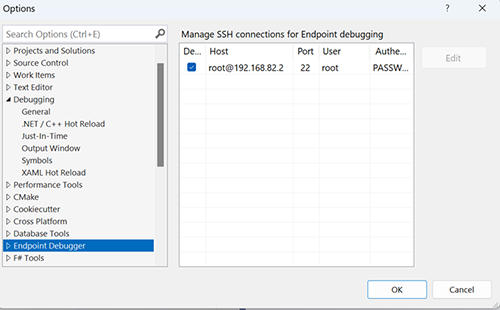 Options
?
Search Options (Ctrl+E)
Projects and Solutions
Source Control
Work Items
Text Editor
Debugging
General
.NET / C++ Hot Reload
Just-In-Time
Output Window
Symbols
XAML Hot Reload
Performance Tools
CMake
Cookiecutter
Cross Platform
Database Tools
Endpoint Debugger
F# Tools
Manage SSH connections for Endpoint debugging
De... Host Port User Authe...
root@192.168.82.2 22 root PASSW...
Edit
OK Cancel